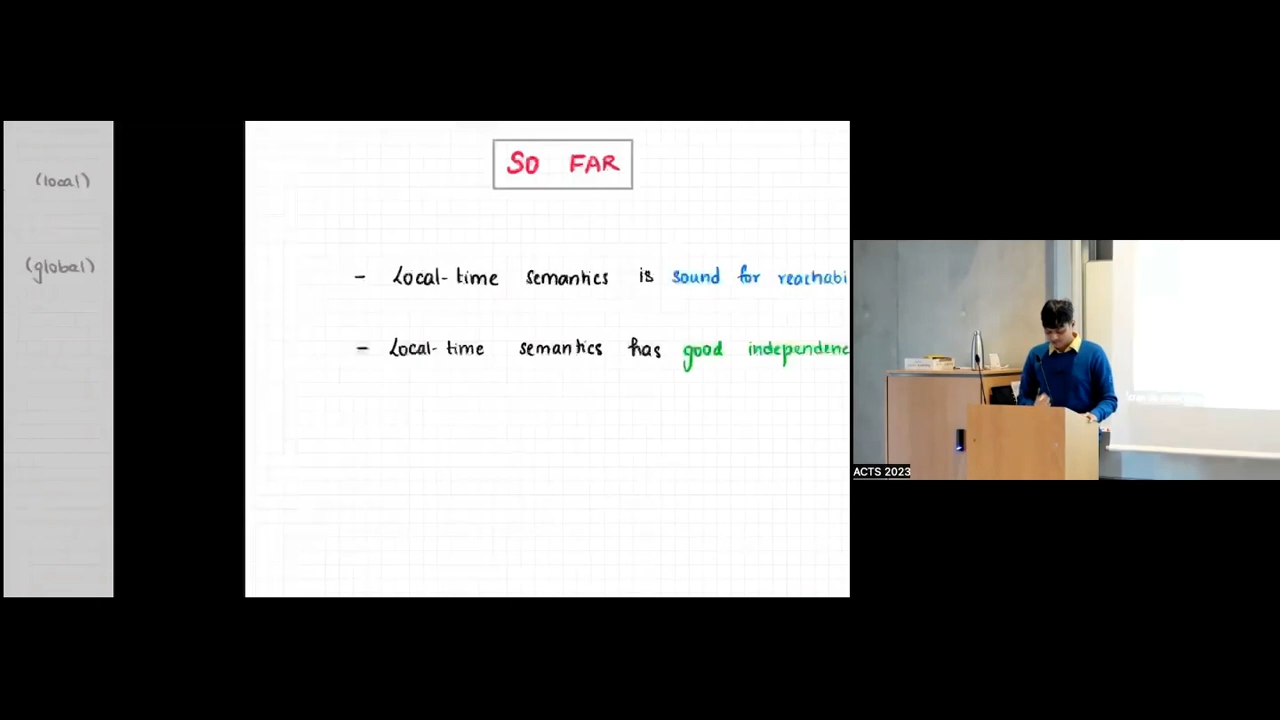 (local)
(global)
SO FAR
- Local-time semantics is sound for reachabi
- Local-time semantics has good independenc
ACTS 2023